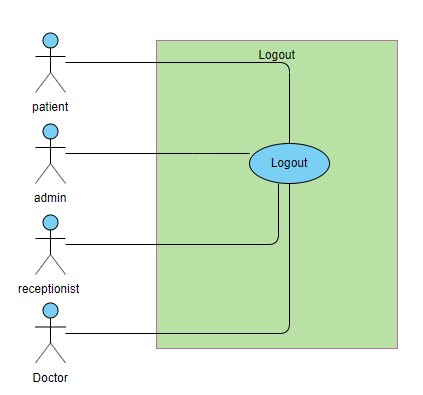 Logout
patient
Logout
admin
receptionist
Doctor